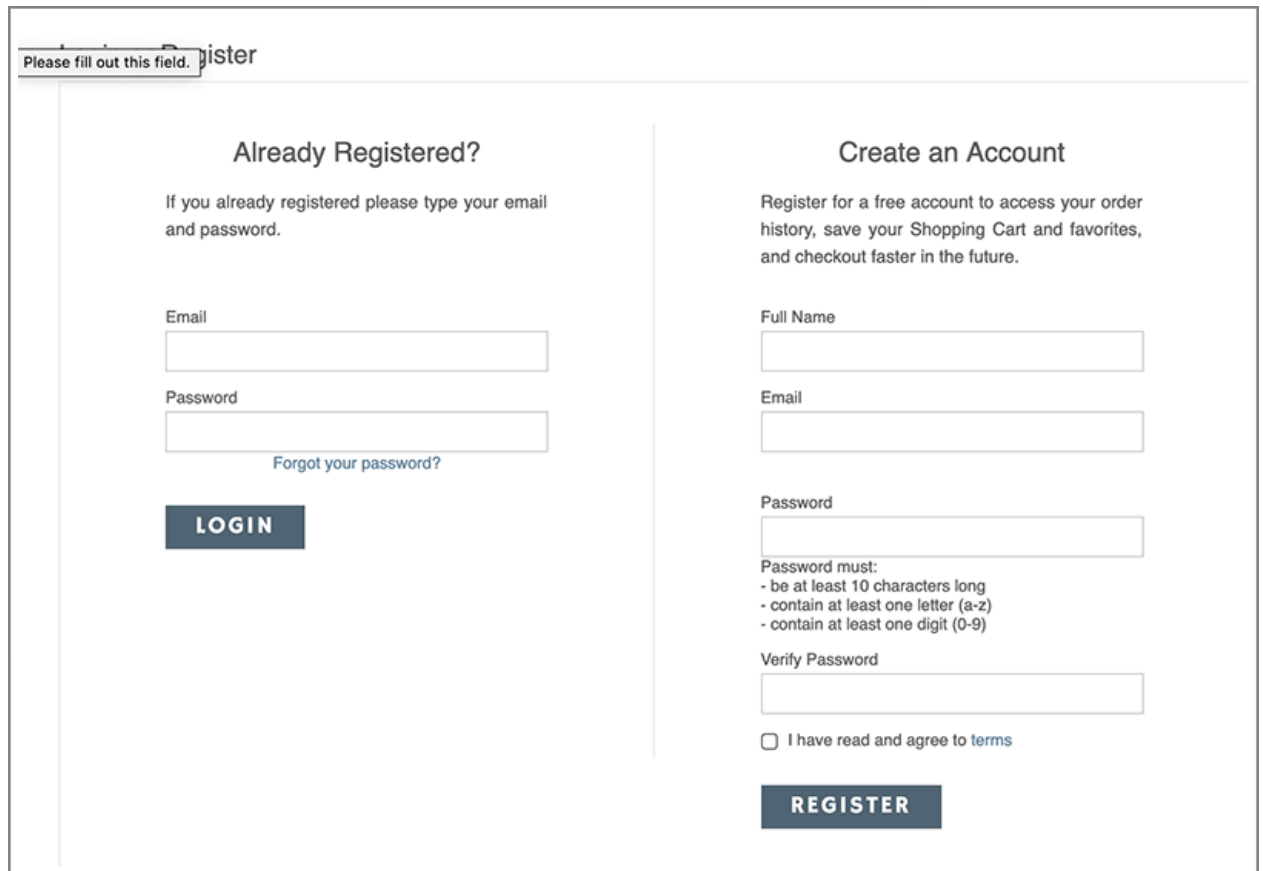 Register
Please fill out this field.
Already Registered?
If you already registered please type your email
and password.
Email
Password
Forgot your password?
LOGIN
Create an Account
Register for a free account to access your order
history, save your Shopping Cart and favorites,
and checkout faster in the future.
Full Name
Email
Password
Password must:
- be at least 10 characters long
- contain at least one letter (a-z)
- contain at least one digit (0-9)
Verify Password
I have read and agree to terms
REGISTER